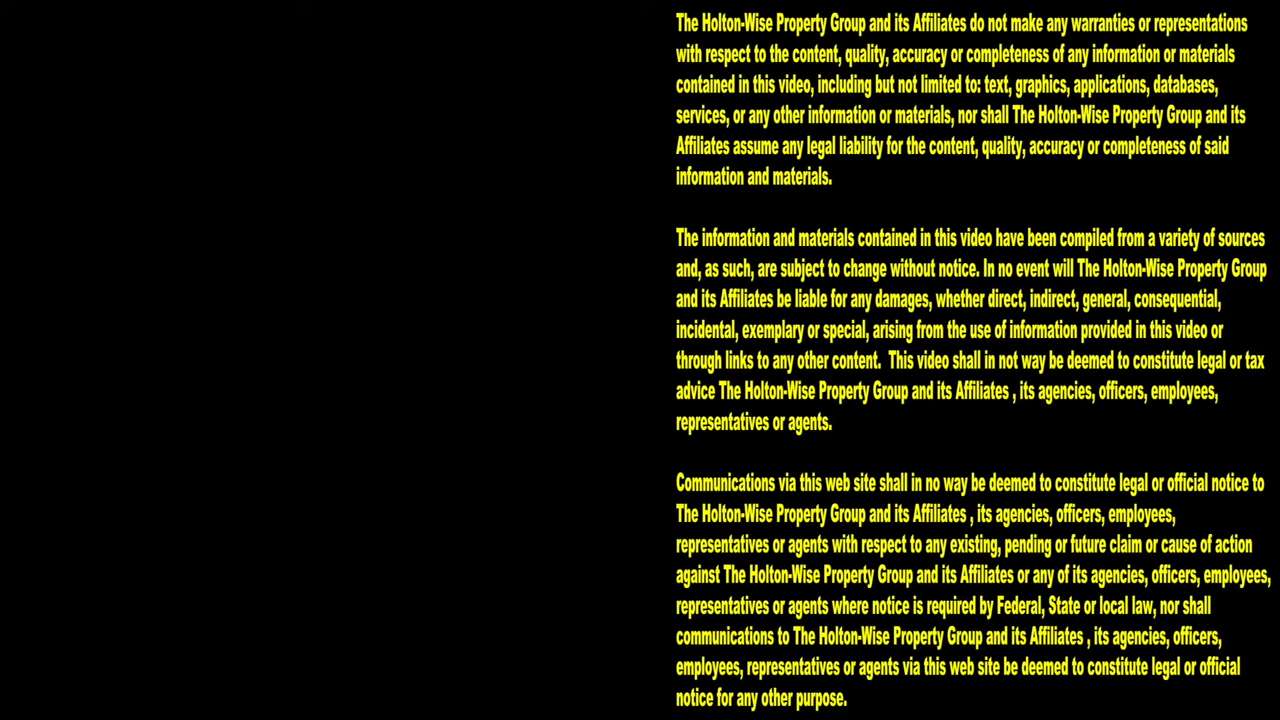 The Holton-Wise Property Group and its Affiliates do not make any warranties or representations
with respect to the content, quality, accuracy or completeness of any information or materials
contained in this video, including but not limited to: text, graphics, applications, databases,
services, or any other information or materials, nor shall The Holton-Wise Property Group and its
Affiliates assume any legal liability for the content, quality, accuracy or completeness of said
information and materials.
The information and materials contained in this video have been compiled from a variety of sources
and, as such, are subject to change without notice. In no event will The Holton-Wise Property Group
and its Affiliates be liable for any damages, whether direct, indirect, general, consequential,
incidental, exemplary or special, arising from the use of information provided in this video or
through links to any other content.  This video shall in not way be deemed to constitute legal or tax
advice The Holton-Wise Property Group and its Affiliates , its agencies, officers, employees,
representatives or agents.
Communications via this web site shall in no way be deemed to constitute legal or official notice to
The Holton-Wise Property Group and its Affiliates , its agencies, officers, employees,
representatives or agents with respect to any existing, pending or future claim or cause of action
against The Holton-Wise Property Group and its Affiliates or any of its agencies, officers, employees,
representatives or agents where notice is required by Federal, State or local law, nor shall
communications to The Holton-Wise Property Group and its Affiliates , its agencies, officers,
employees, representatives or agents via this web site be deemed to constitute legal or official
notice for any other purpose.